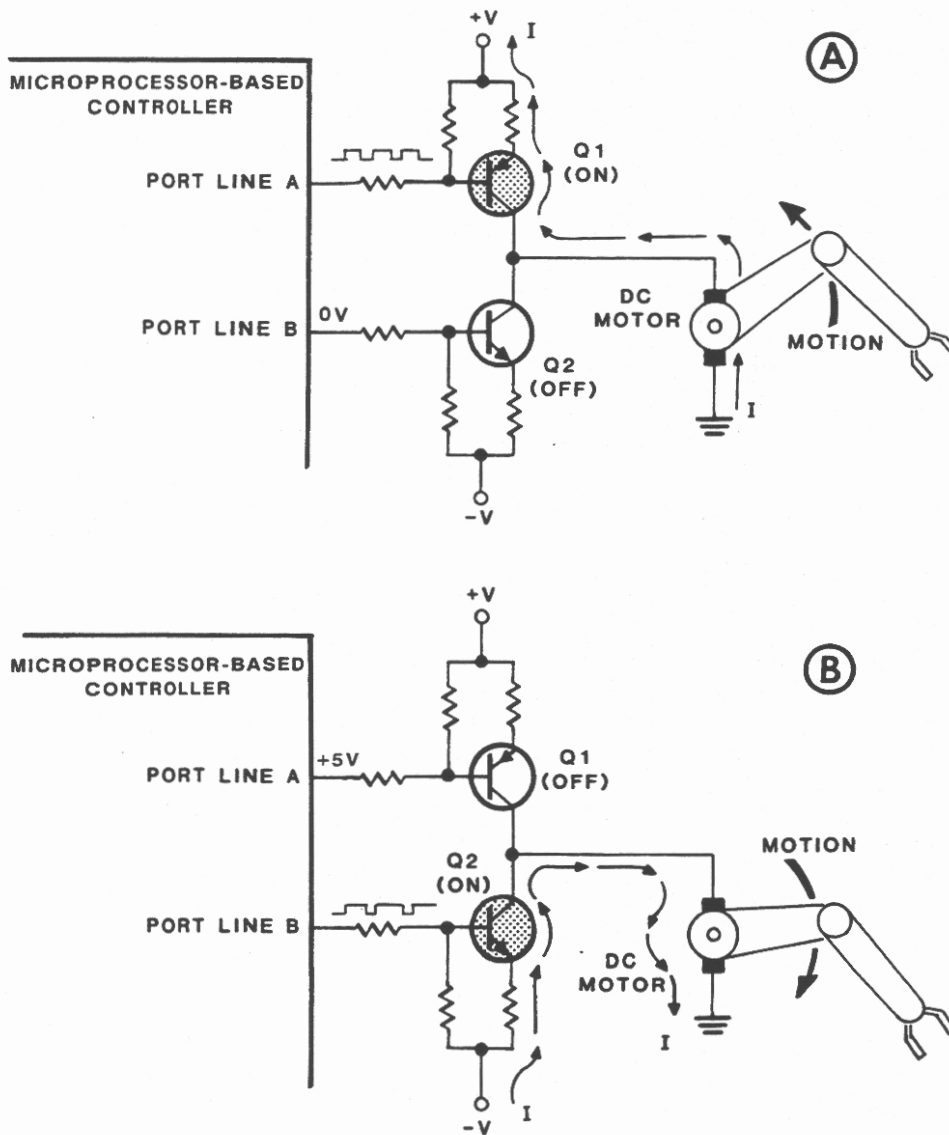 +V
I
A
MICROPROCESSOR-BASED
CONTROLLER
Q1
(ON)
PORT LINE A
DC
MOTOR
MOTION
PORT LINE B
0V
Q2
(OFF)
I
-V
+V
MICROPROCESSOR-BASED
CONTROLLER
B
+5V
PORT LINE A
Q1
(OFF)
MOTION
Q2
(ON)
PORT LINE B
DC
MOTOR
I
I
-V